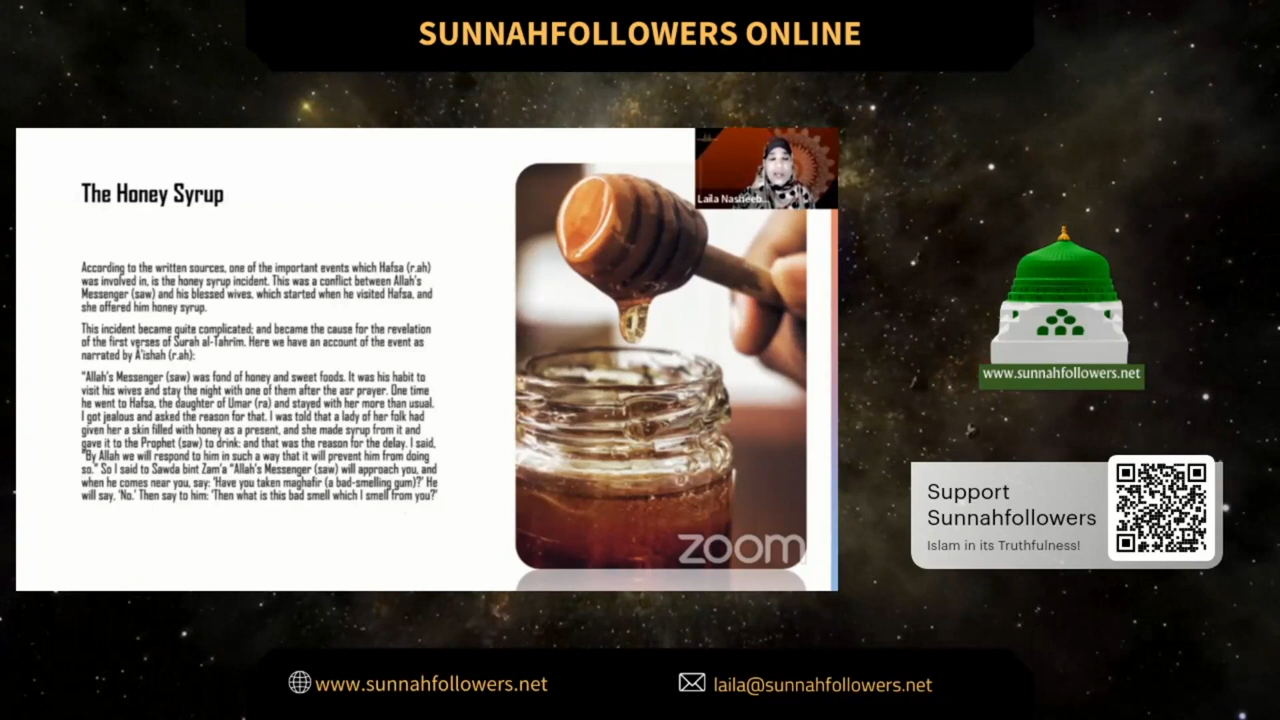 SUNNAHFOLLOWERS ONLINE
The Honey Syrup
Laila Nasheeb...
According to the written sources, one of the important events which Hafsa (r.ah)
was involved in, is the honey syrup incident. This was a conflict between Allah's
Messenger (saw) and his blessed wives, which started when he visited Hafsa, and
she offered him honey syrup.
This incident became quite complicated; and became the cause for the revelation
of the first verses of Surah al-Tahrīm. Here we have an account of the event as
narrated by A'ishah (r.ah):
"Allah's Messenger (saw) was fond of honey and sweet foods. It was his habit to
visit his wives and stay the night with one of them after the asr prayer. One time
he went to Hafsa, the daughter of Umar (ra) and stayed with her more than usual.
I got jealous and asked the reason for that. I was told that a lady of her folk had
given her a skin filled with honey as a present, and she made syrup from it and
gave it to the Prophet (saw) to drink; and that was the reason for the delay. I said,
"By Allah we will respond to him in such a way that it will prevent him from doing
so." So I said to Sawda bint Zam'a "Allah's Messenger (saw) will approach you, and
when he comes near you, say: 'Have you taken maghafir (a bad-smelling gum)?' He
will say, 'No.' Then say to him: 'Then what is this bad smell which I smell from you?'
zoom
www.sunnahfollowers.net
Support
Sunnahfollowers
Islam in its Truthfulness!
www.sunnahfollowers.net
laila@sunnahfollowers.net